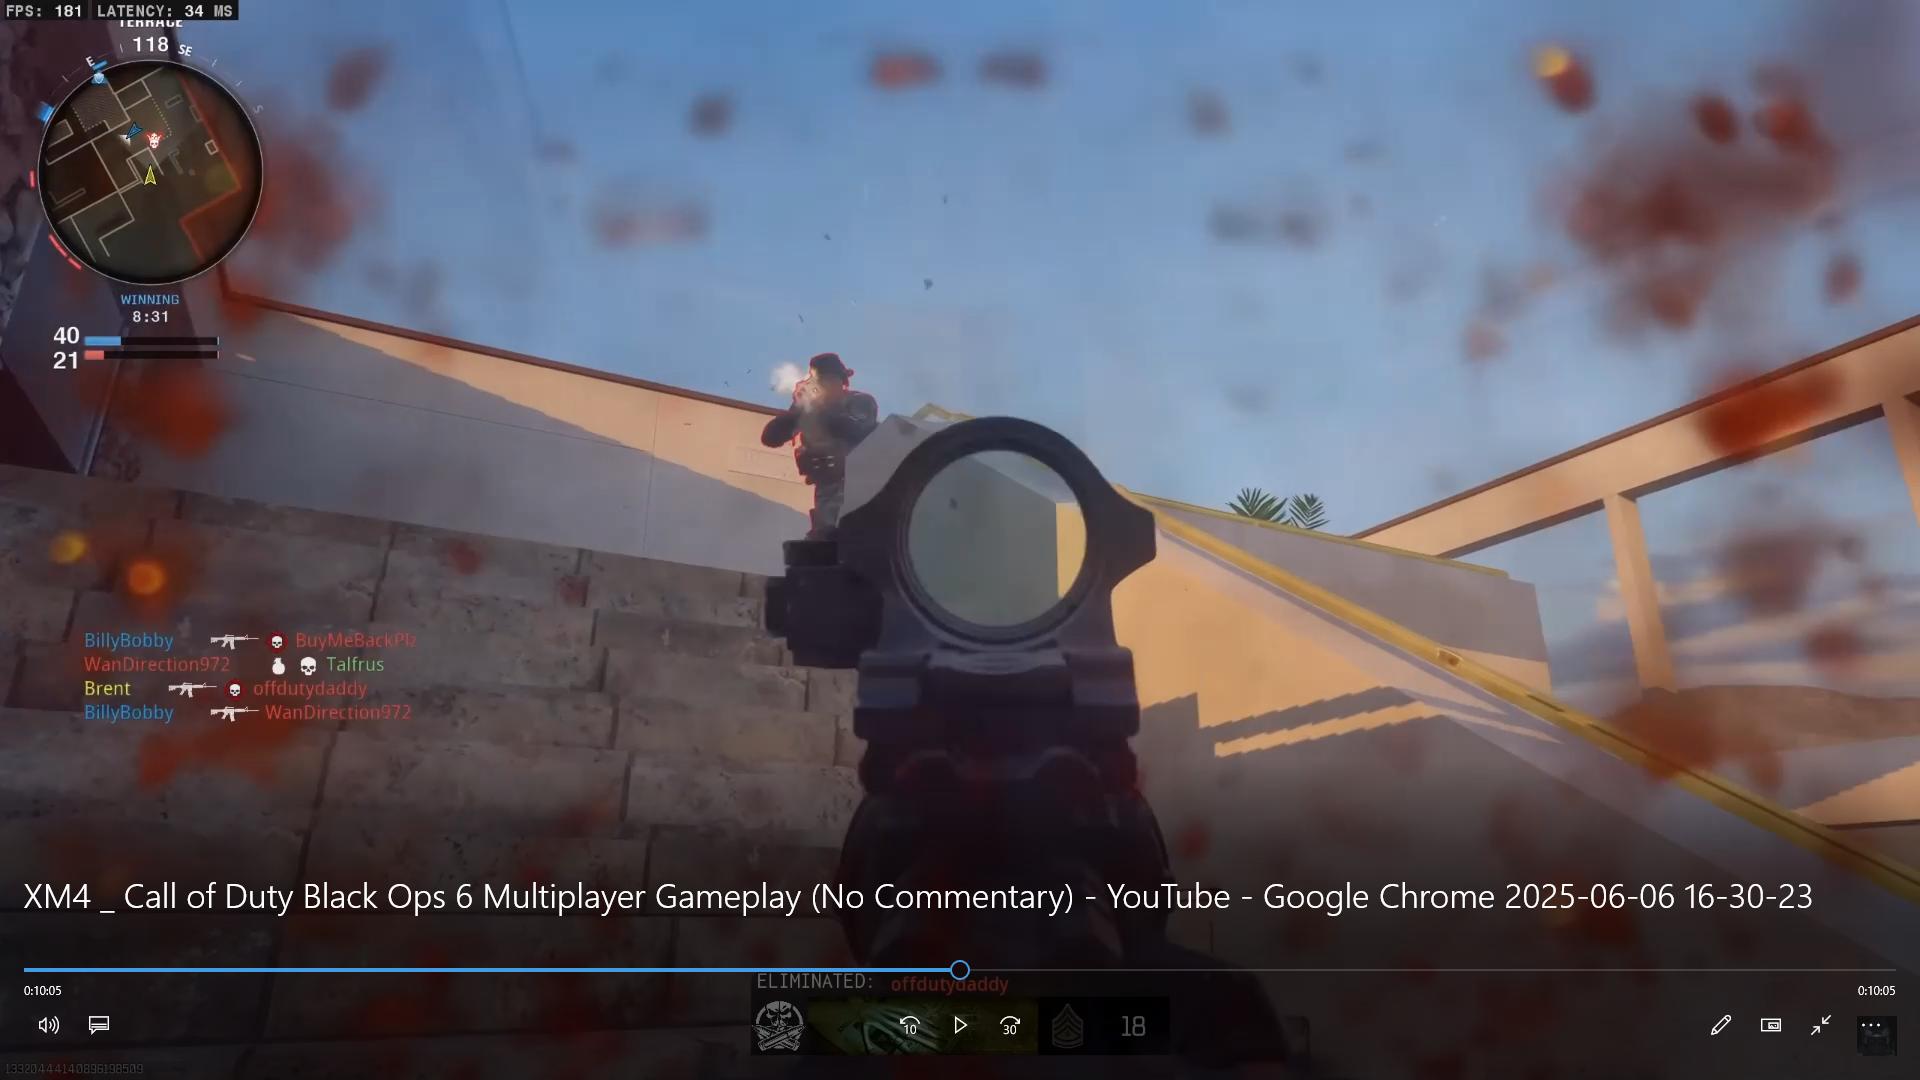 FPS: 181 LATENCY: 34 MS
TERRACE
118 SE
E
S
WINNING
8:31
40
21
BillyBobby BuyMeBackPlz
WanDirection972 Talfrus
Brent offdutydaddy
BillyBobby WanDirection972
XM4 _ Call of Duty Black Ops 6 Multiplayer Gameplay (No Commentary) - YouTube - Google Chrome 2025-06-06 16-30-23
ELIMINATED: offdutydaddy
0:10:05
0:10:05
10
30
18
13320444140896198509